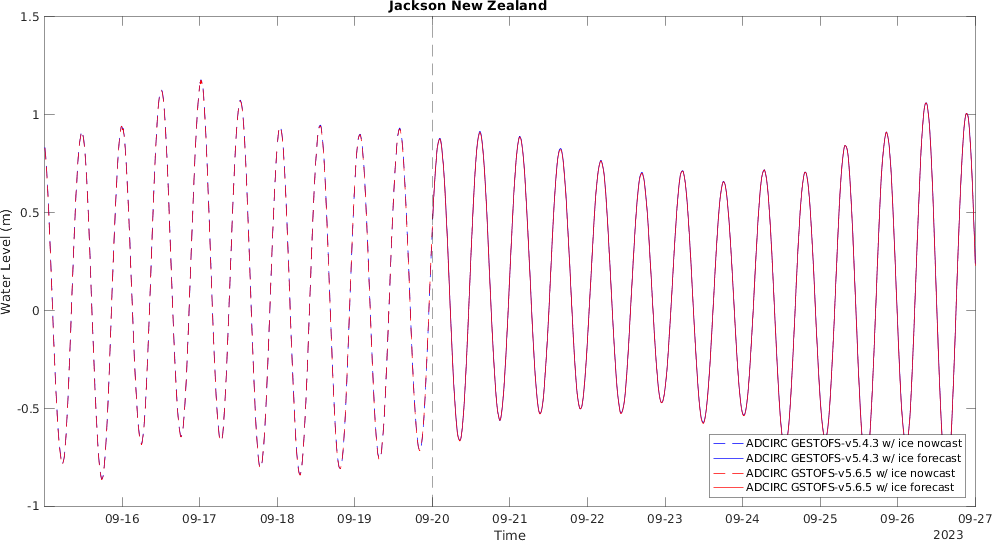 Jackson New Zealand
1.5
1
0.5
0
-0.5
-1
Water Level (m)
09-16 09-17 09-18 09-19 09-20 09-21 09-22 09-23 09-24 09-25 09-26 09-27
Time
2023
ADCIRC GESTOFS-v5.4.3 w/ ice nowcast
ADCIRC GESTOFS-v5.4.3 w/ ice forecast
ADCIRC GSTOFS-v5.6.5 w/ ice nowcast
ADCIRC GSTOFS-v5.6.5 w/ ice forecast